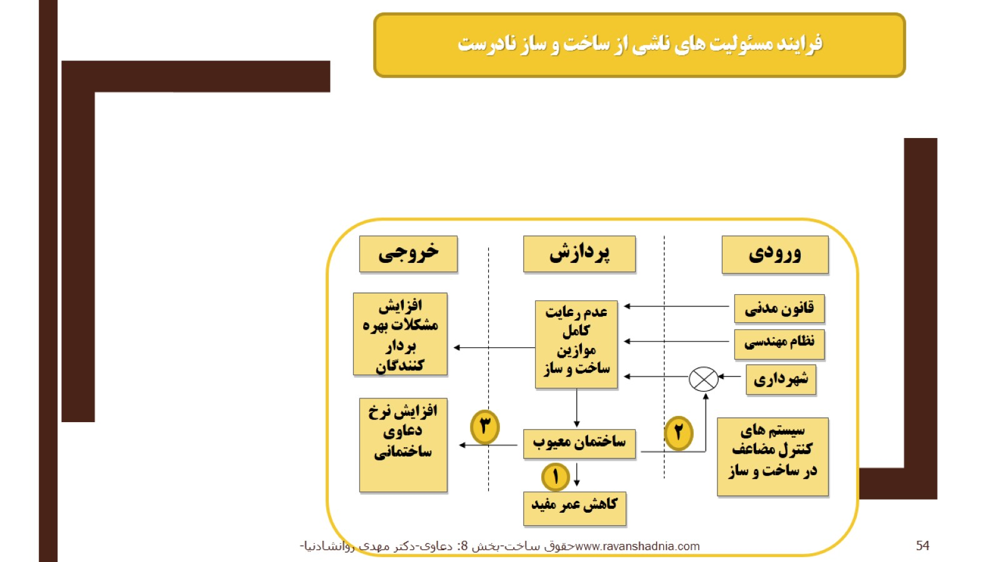 فرایند مسئولیت های ناشی از ساخت و ساز نادرست
ورودی
پردازش
خروجی
قانون مدنی
نظام مهندسی
شهرداری
سیستم های
کنترل مضاعف
در ساخت و ساز
عدم رعایت
کامل
موازین
ساخت و ساز
ساختمان معیوب
کاهش عمر مفید
۱
۲
۳
افزایش
مشکلات بهره
بردار
کنندگان
افزایش نرخ
دعاوی
ساختمانی
حقوق ساخت-بخش 8: دعاوی-دکتر مهدی روانشادنیا-www.ravanshadnia.com
54